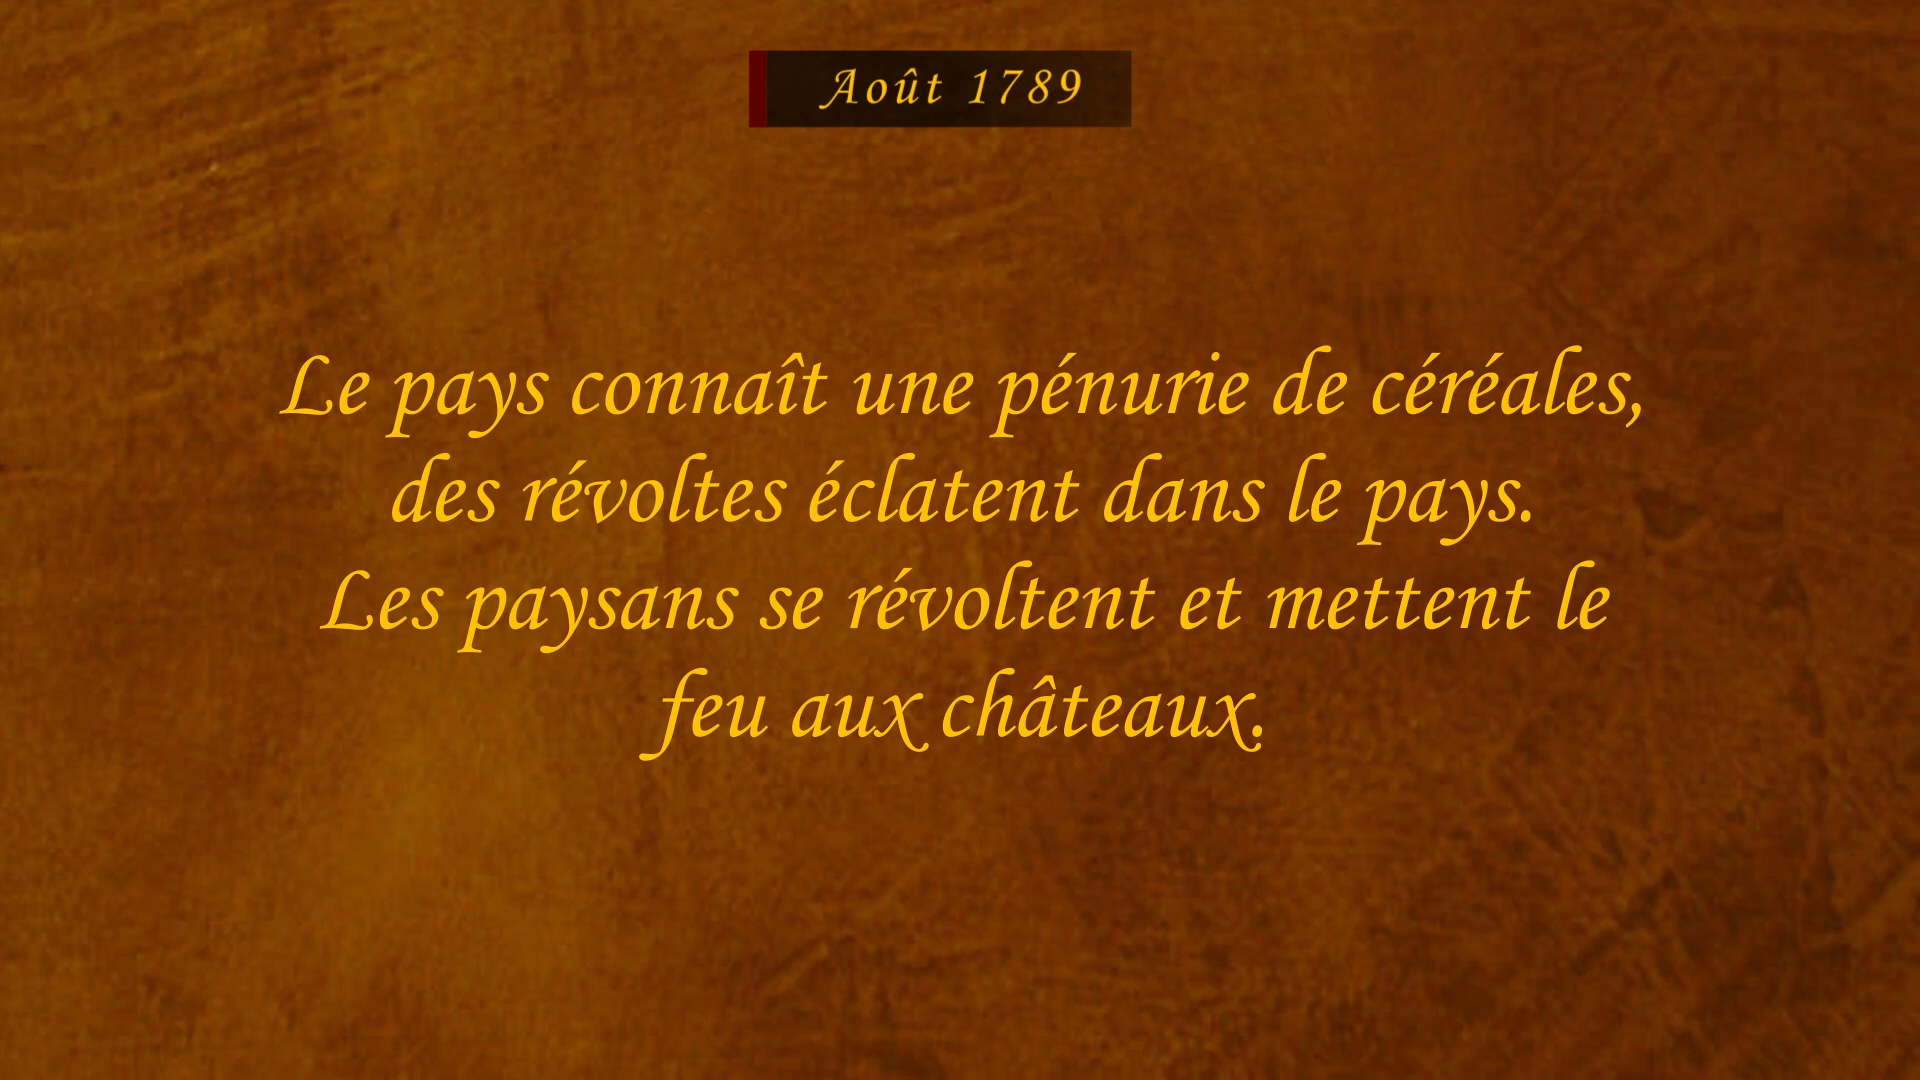 Août 1789
Le pays connaît une pénurie de céréales,
des révoltes éclatent dans le pays.
Les paysans se révoltent et mettent le
feu aux châteaux.